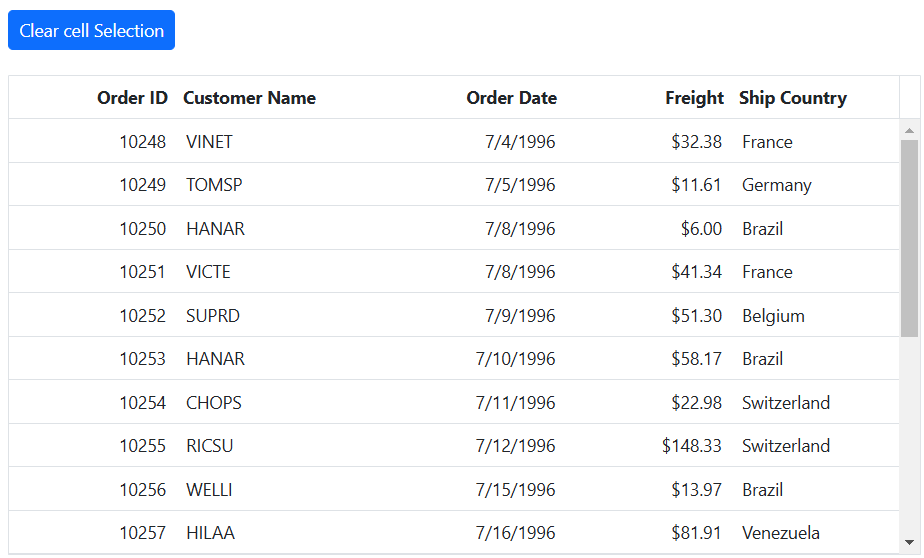 Clear cell Selection
Order ID Customer Name Order Date Freight Ship Country
10248 VINET 7/4/1996 $32.38 France
10249 TOMSP 7/5/1996 $11.61 Germany
10250 HANAR 7/8/1996 $6.00 Brazil
10251 VICTE 7/8/1996 $41.34 France
10252 SUPRD 7/9/1996 $51.30 Belgium
10253 HANAR 7/10/1996 $58.17 Brazil
10254 CHOPS 7/11/1996 $22.98 Switzerland
10255 RICSU 7/12/1996 $148.33 Switzerland
10256 WELLI 7/15/1996 $13.97 Brazil
10257 HILAA 7/16/1996 $81.91 Venezuela